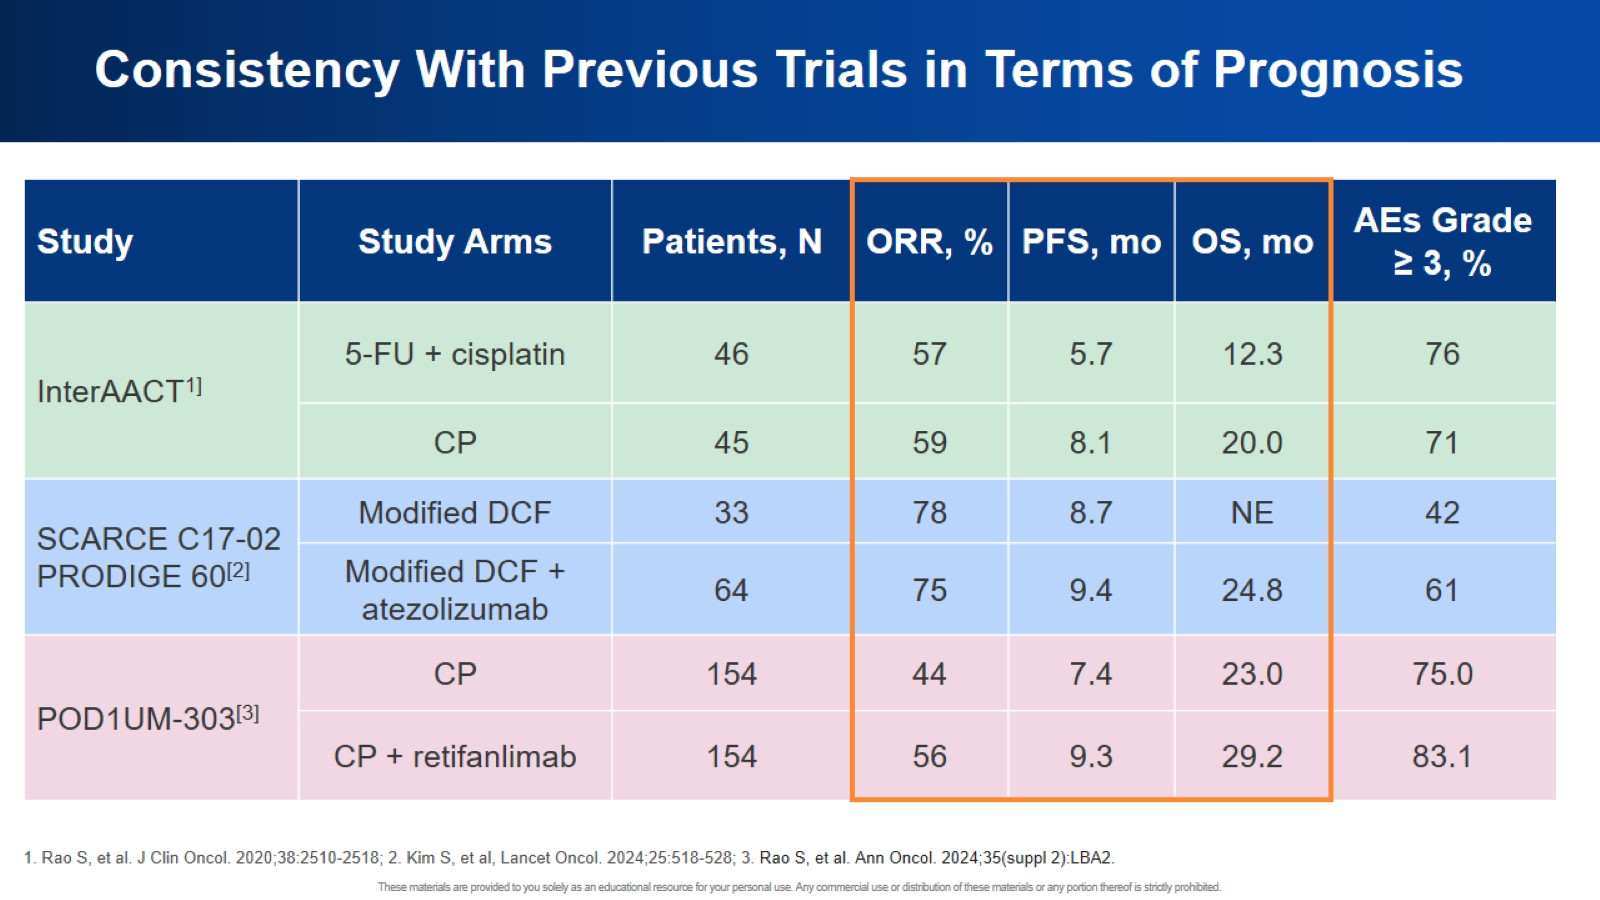 Consistency With Previous Trials in Terms of Prognosis
Study Study Arms Patients, N ORR, % PFS, mo OS, mo AEs Grade
≥ 3, %
InterAACT1]
5-FU + cisplatin 46 57 5.7 12.3 76
CP 45 59 8.1 20.0 71
SCARCE C17-02
PRODIGE 60[2]
Modified DCF 33 78 8.7 NE 42
Modified DCF +
atezolizumab 64 75 9.4 24.8 61
POD1UM-303[3]
CP 154 44 7.4 23.0 75.0
CP + retifanlimab 154 56 9.3 29.2 83.1
1. Rao S, et al. J Clin Oncol. 2020;38:2510-2518; 2. Kim S, et al, Lancet Oncol. 2024;25:518-528; 3. Rao S, et al. Ann Oncol. 2024;35(suppl 2):LBA2.
These materials are provided to you solely as an educational resource for your personal use. Any commercial use or distribution of these materials or any portion thereof is strictly prohibited.